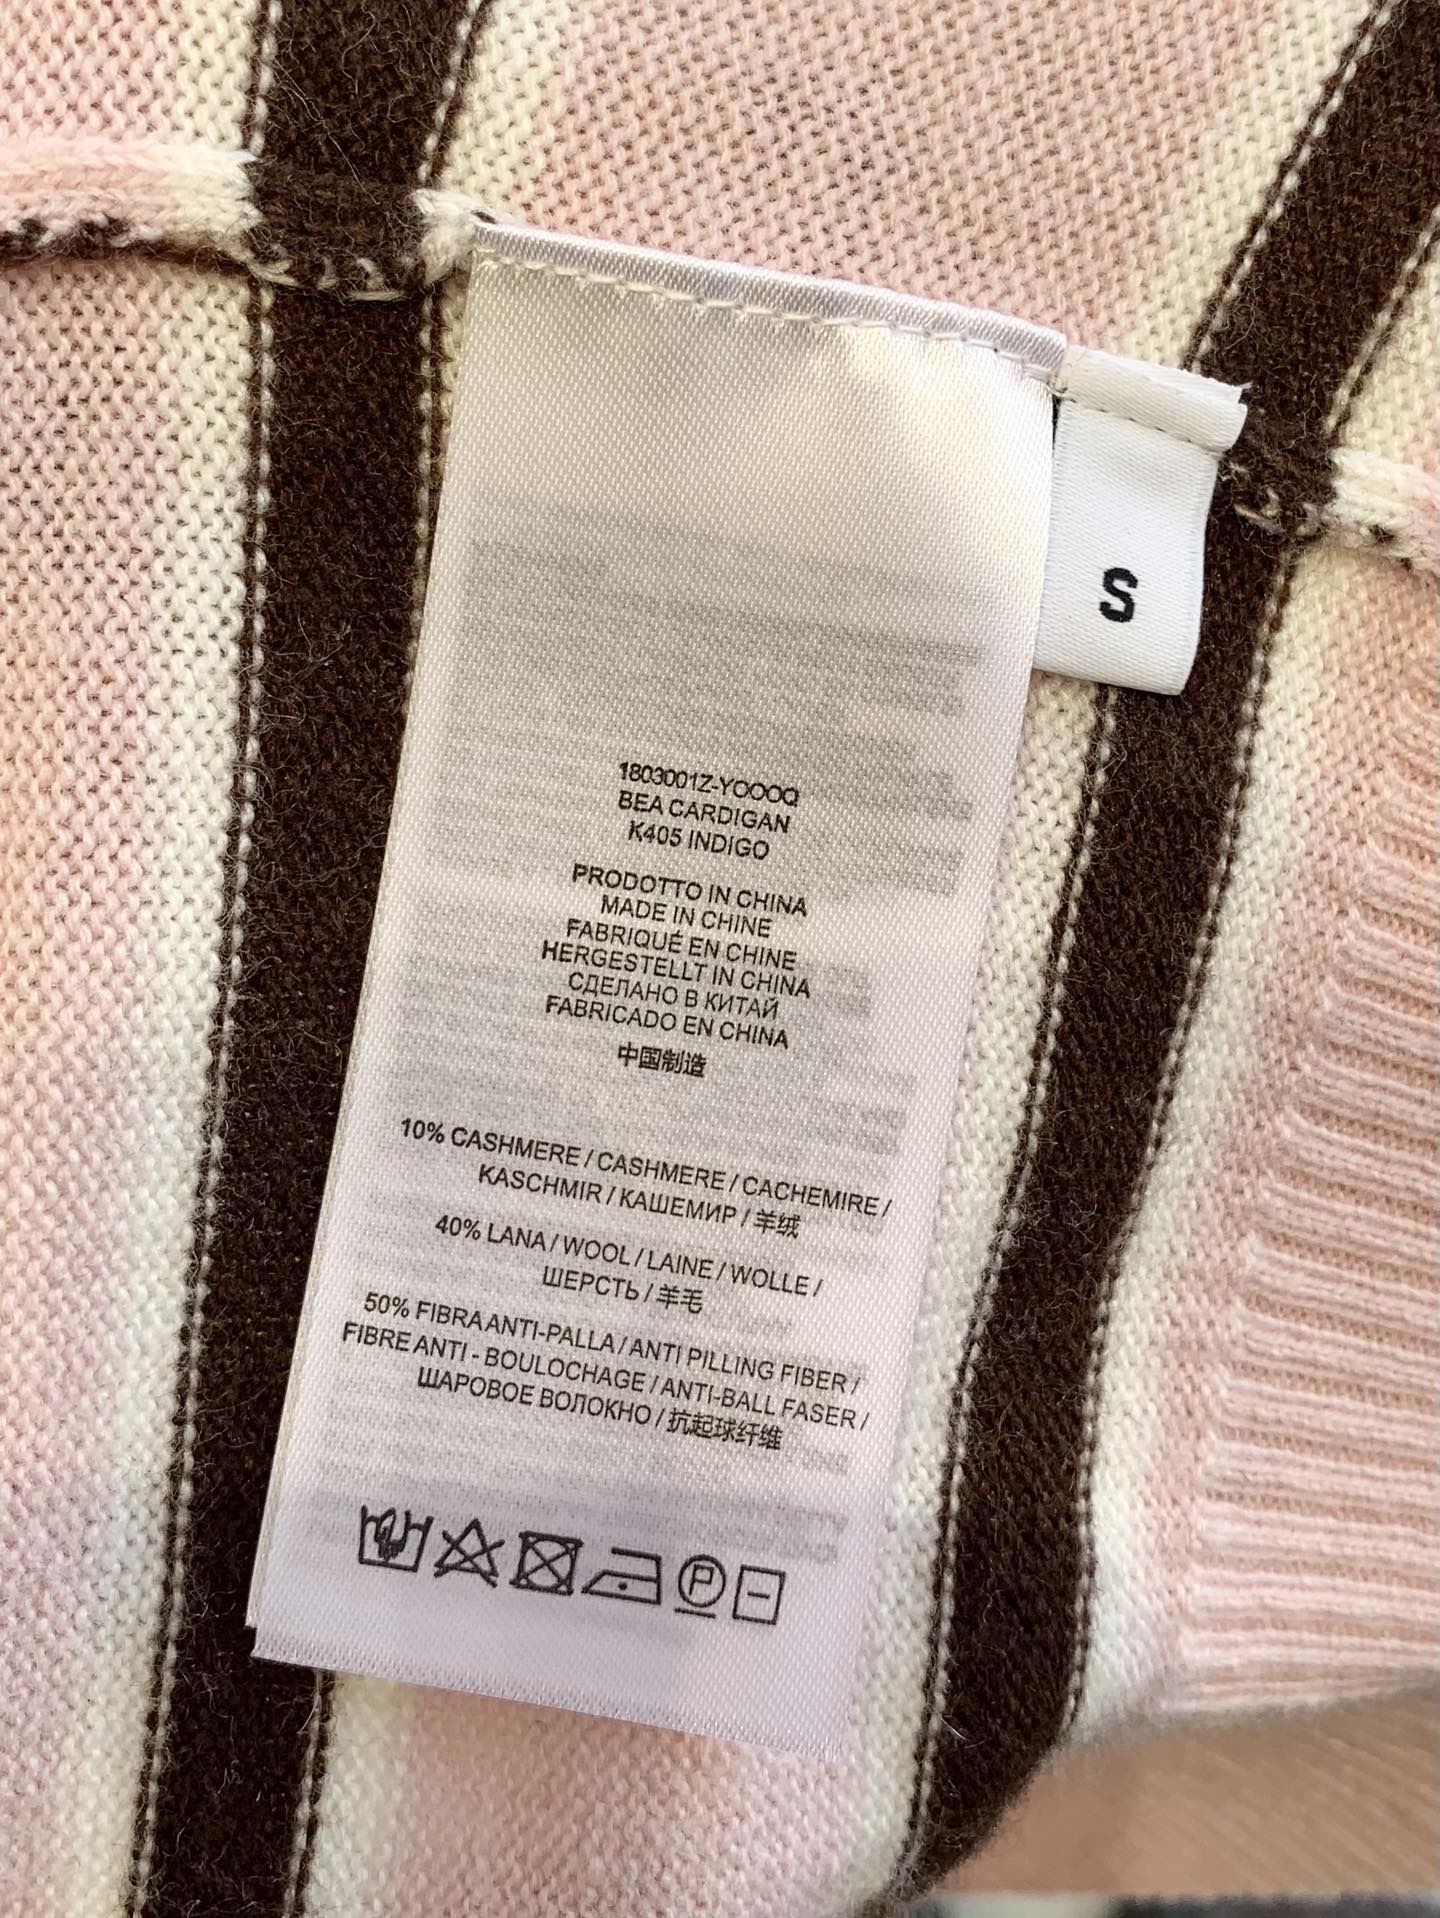 S
1803001Z-YOOOQ
BEA CARDIGAN
K405 INDIGO
PRODOTTO IN CHINA
MADE IN CHINE
FABRIQUÉ EN CHINE
HERGESTELLT IN CHINA
СДЕЛАНО В КИТАЙ
FABRICADO EN CHINA
中国制造
10% CASHMERE / CASHMERE / CACHEMIRE /
KASCHMIR / КАШЕМИР / 羊绒
40% LANA / WOOL / LAINE / WOLLE /
ШЕРСТЬ / 羊毛
50% FIBRA ANTI-PALLA / ANTI PILLING FIBER /
FIBRE ANTI - BOULOCHAGE / ANTI-BALL FASER /
ШАРОВОЕ ВОЛОКНО / 抗起球纤维
P